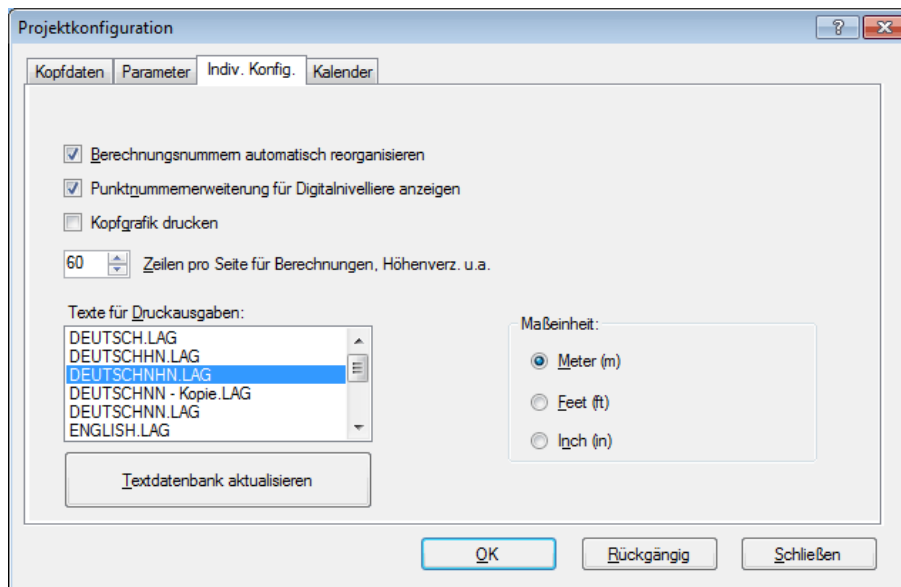 Projektkonfiguration
?
Kopfdaten Parameter Indiv. Konfig. Kalender
Berechnungsnummern automatisch reorganisieren
Punktnummernerweiterung für Digitalnivelliere anzeigen
Kopfgrafik drucken
60 Zeilen pro Seite für Berechnungen, Höhenverz. u.a.
Texte für Druckausgaben:
DEUTSCH.LAG
DEUTSCHHN.LAG
DEUTSCHNHN.LAG
DEUTSCHNN - Kopie.LAG
DEUTSCHNN.LAG
ENGLISH.LAG
Textdatenbank aktualisieren
Maßeinheit:
Meter (m)
Feet (ft)
Inch (in)
OK Rückgängig Schließen